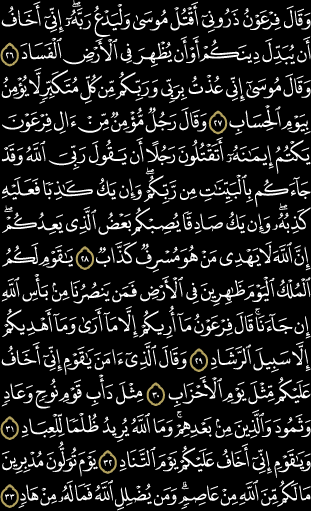 وَقَالَ فِرْعَوْنُ ذَرُونِىٓ أَقْتُلْ مُوسَىٰ وَلْيَدْعُ رَبَّهُۥٓ ۖ إِنِّىٓ أَخَافُ
أَن يُبَدِّلَ دِينَكُمْ أَوْ أَن يُظْهِرَ فِى ٱلْأَرْضِ ٱلْفَسَادَ ٢٦
وَقَالَ مُوسَىٰٓ إِنِّى عُذْتُ بِرَبِّى وَرَبِّكُم مِّن كُلِّ مُتَكَبِّرٍ لَّا يُؤْمِنُ
بِيَوْمِ ٱلْحِسَابِ ٢٧ وَقَالَ رَجُلٌ مُّؤْمِنٌ مِّنْ ءَالِ فِرْعَوْنَ
يَكْتُمُ إِيمَٰنَهُۥٓ أَتَقْتُلُونَ رَجُلًا أَن يَقُولَ رَبِّىَ ٱللَّهُ وَقَدْ
جَآءَكُم بِٱلْبَيِّنَٰتِ مِن رَّبِّكُمْ ۖ وَإِن يَكُ كَٰذِبًا فَعَلَيْهِ
كَذِبُهُۥ ۖ وَإِن يَكُ صَادِقًا يُصِبْكُم بَعْضُ ٱلَّذِى يَعِدُكُمْ ۖ
إِنَّ ٱللَّهَ لَا يَهْدِى مَنْ هُوَ مُسْرِفٌ كَذَّابٌ ٢٨ يَٰقَوْمِ لَكُمُ
ٱلْمُلْكُ ٱلْيَوْمَ ظَٰهِرِينَ فِى ٱلْأَرْضِ فَمَن يَنصُرُنَا مِنۢ بَأْسِ ٱللَّهِ
إِن جَآءَنَا ۚ قَالَ فِرْعَوْنُ مَآ أُرِيكُمْ إِلَّا مَآ أَرَىٰ وَمَآ أَهْدِيكُمْ
إِلَّا سَبِيلَ ٱلرَّشَادِ ٢٩ وَقَالَ ٱلَّذِىٓ ءَامَنَ يَٰقَوْمِ إِنِّىٓ أَخَافُ
عَلَيْكُم مِّثْلَ يَوْمِ ٱلْأَحْزَابِ ٣٠ مِثْلَ دَأْبِ قَوْمِ نُوحٍ وَعَادٍ
وَثَمُودَ وَٱلَّذِينَ مِنۢ بَعْدِهِمْ ۚ وَمَا ٱللَّهُ يُرِيدُ ظُلْمًا لِّلْعِبَادِ
٣١ وَيَٰقَوْمِ إِنِّىٓ أَخَافُ عَلَيْكُمْ يَوْمَ ٱلتَّنَادِ ٣٢ يَوْمَ تُوَلُّونَ مُدْبِرِينَ
مَا لَكُم مِّنَ ٱللَّهِ مِنْ عَاصِمٍ ۗ وَمَن يُضْلِلِ ٱللَّهُ فَمَا لَهُۥ مِنْ هَادٍ ٣٣